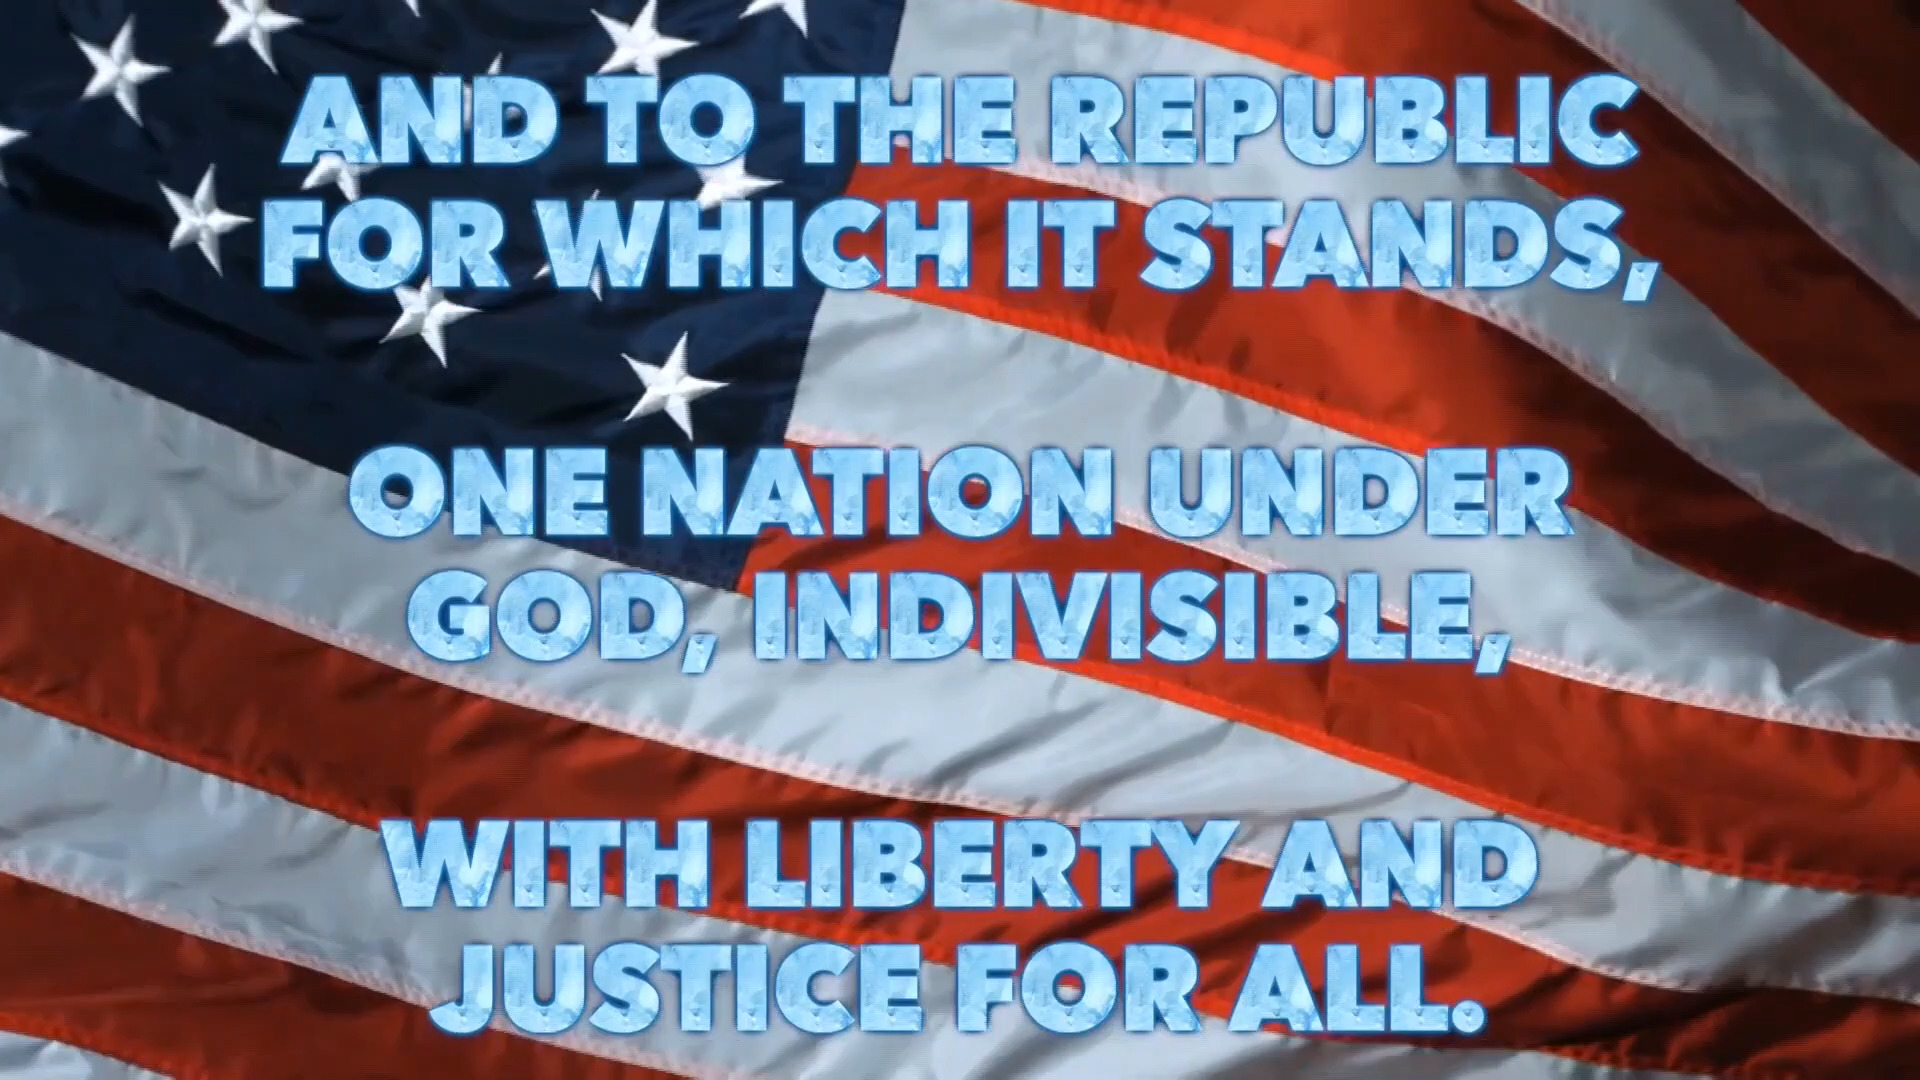 AND TO THE REPUBLIC
FOR WHICH IT STANDS,
ONE NATION UNDER
GOD, INDIVISIBLE,
WITH LIBERTY AND
JUSTICE FOR ALL.